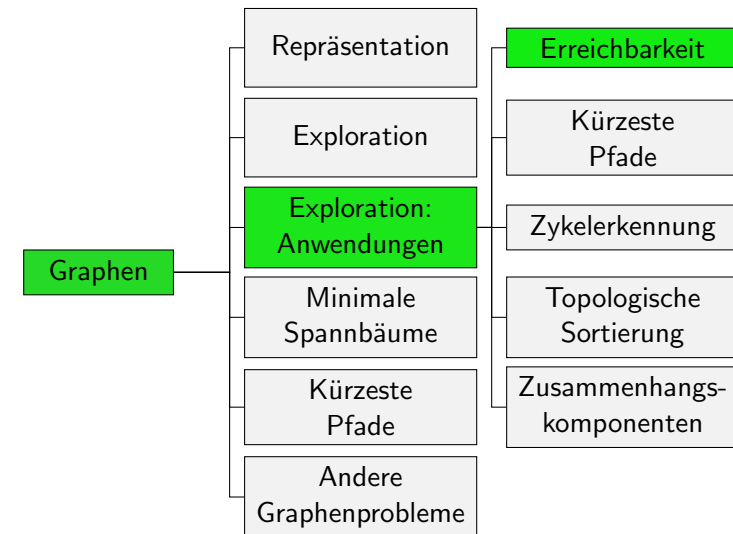 Graphen
Repräsentation
Exploration
Exploration:
Anwendungen
Minimale
Spannbäume
Kürzeste
Pfade
Andere
Graphenprobleme
Erreichbarkeit
Kürzeste
Pfade
Zykelerkennung
Topologische
Sortierung
Zusammenhangs-
komponenten